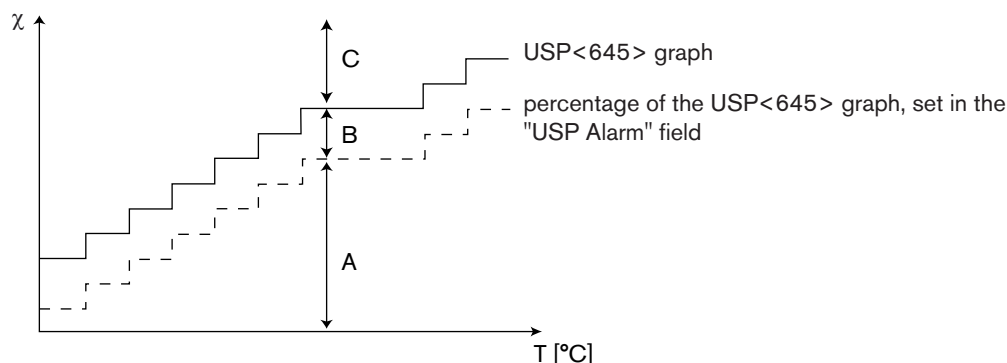 χ
C
USP<645> graph
percentage of the USP<645> graph, set in the
"USP Alarm" field
B
A
T [°C]